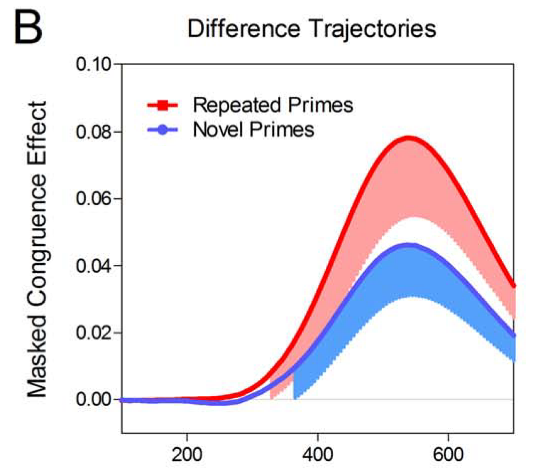 B
Difference Trajectories
Masked Congruence Effect
0.10
0.08
0.06
0.04
0.02
0.00
Repeated Primes
Novel Primes
200 400 600